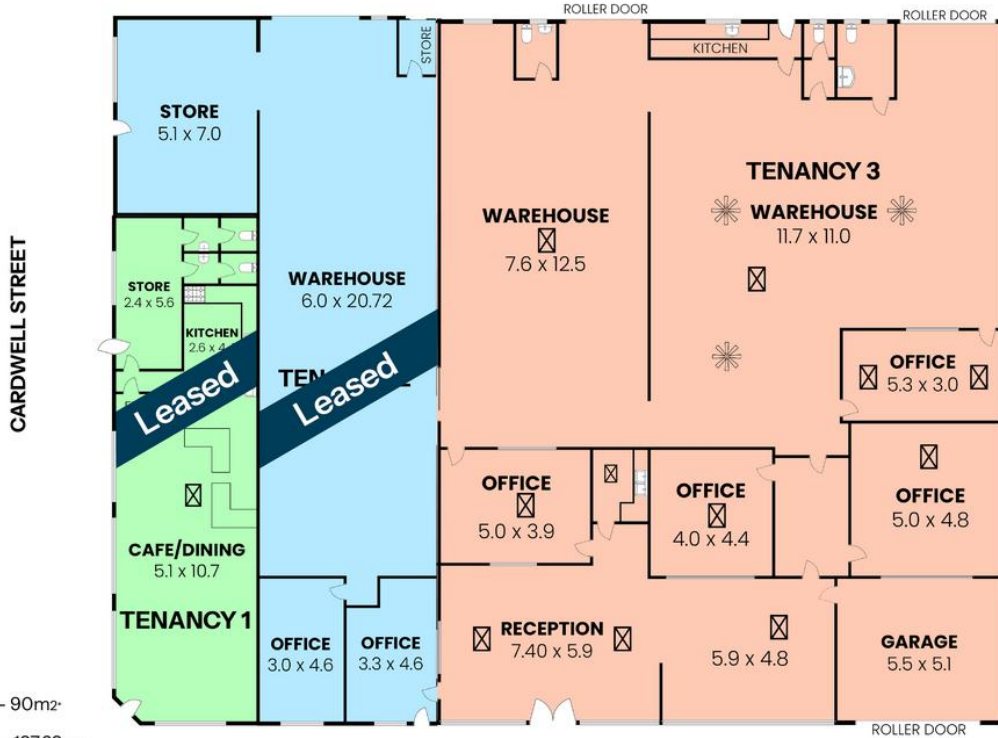 ROLLER DOOR
ROLLER DOOR
STORE
KITCHEN
STORE
5.1 x 7.0
TENANCY 3
WAREHOUSE
7.6 x 12.5
WAREHOUSE
11.7 x 11.0
CARDWELL STREET
WAREHOUSE
6.0 x 20.72
STORE
2.4 x 5.6
KITCHEN
2.6 x
Leased
Leased
OFFICE
5.3 x 3.0
OFFICE
5.0 x 3.9
OFFICE
4.0 x 4.4
OFFICE
5.0 x 4.8
CAFE/DINING
5.1 x 10.7
TENANCY 1
OFFICE
3.0 x 4.6
OFFICE
3.3 x 4.6
RECEPTION
7.40 x 5.9
5.9 x 4.8
GARAGE
5.5 x 5.1
- 90m2
ROLLER DOOR